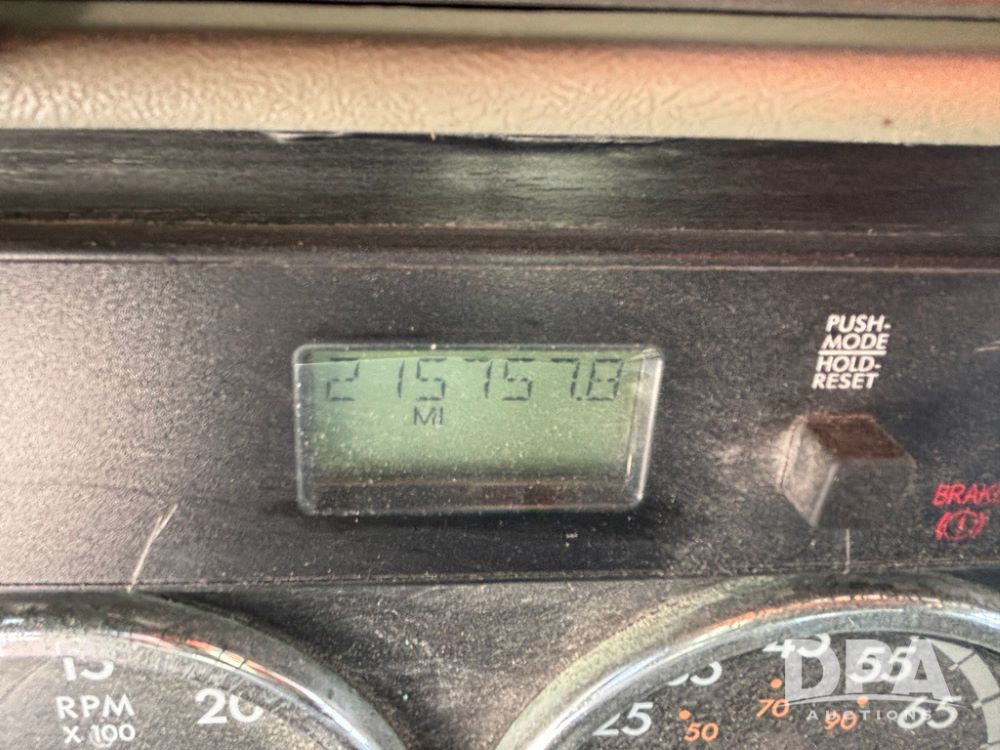 215757.8
MI
PUSH-
MODE
HOLD-
RESET
15
RPM
X 100
20
25
35
45
55
65
50
70
90
DPA
AUCTIONS